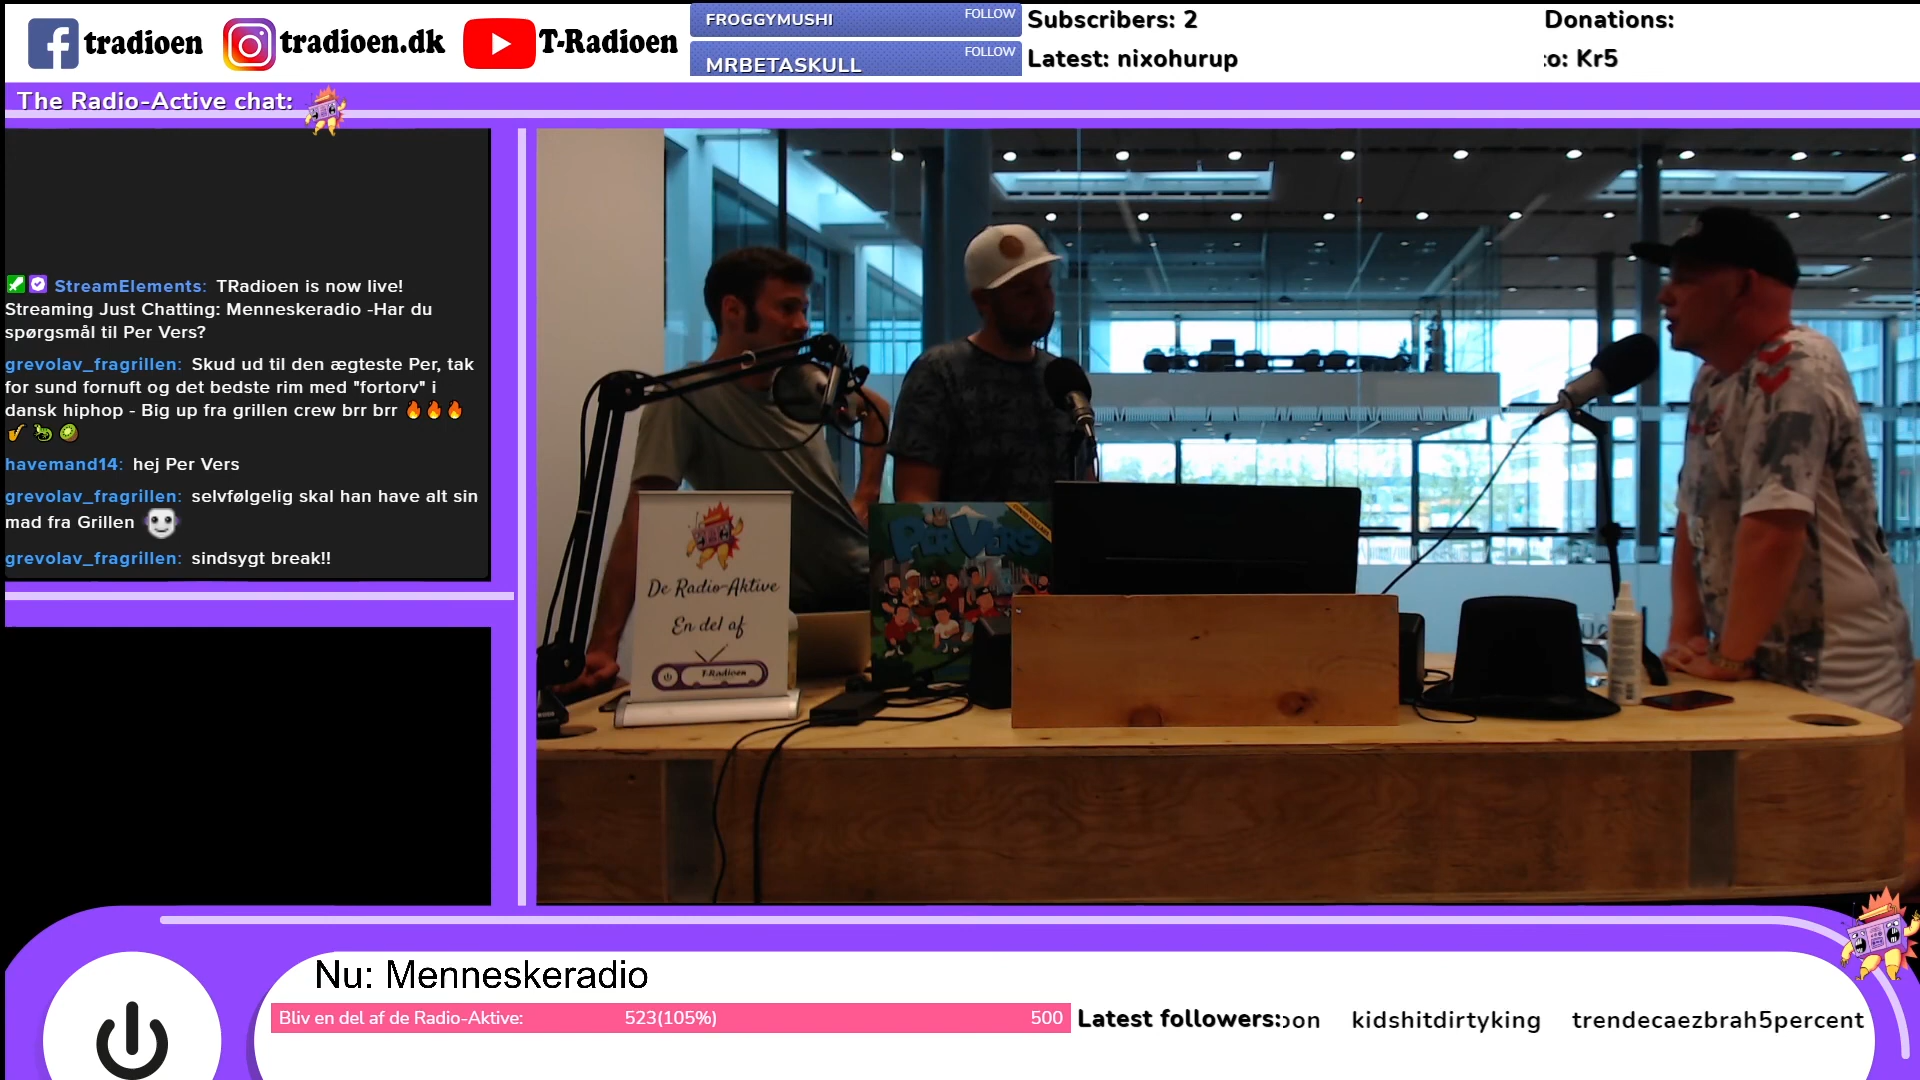 tradioen
tradioen.dk
T-Radioen
FROGGYMUSHI
FOLLOW
MRBETASKULL
FOLLOW
Subscribers: 2
Latest: nixohurup
Donations:
o: Kr5
The Radio-Active chat:
StreamElements: TRadioen is now live!
Streaming Just Chatting: Menneskeradio -Har du
spørgsmål til Per Vers?
grevolav_fragrillen: Skud ud til den ægteste Per, tak
for sund fornuft og det bedste rim med "fortorv" i
dansk hiphop - Big up fra grillen crew brr brr 🔥🔥🔥
havemand14: hej Per Vers
grevolav_fragrillen: selvfølgelig skal han have alt sin
mad fra Grillen
grevolav_fragrillen: sindsygt break!!
PER VERS
De Radio-Aktive
En del af
T-Radioen
Nu: Menneskeradio
Bliv en del af de Radio-Aktive: 523(105%) 500
Latest followers: oon kidshitdirtyking trendecaezbrah5percent